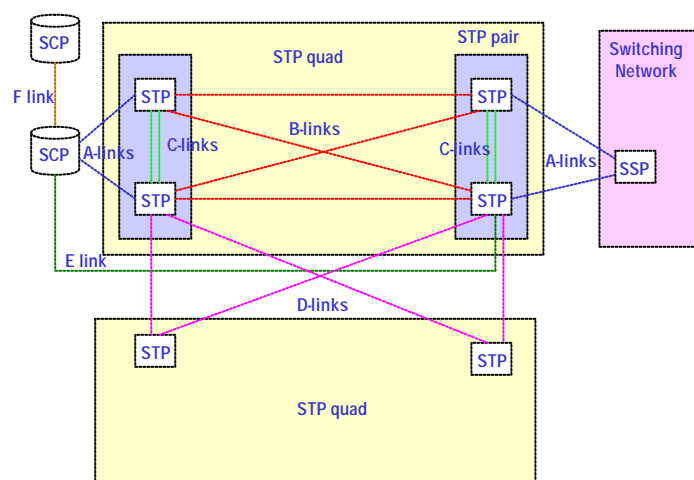 SCP
STP pair
STP quad
Switching
Network
F link
STP
STP
B-links
SCP
A-links
C-links
C-links
A-links
SSP
STP
STP
E link
D-links
STP
STP
STP quad